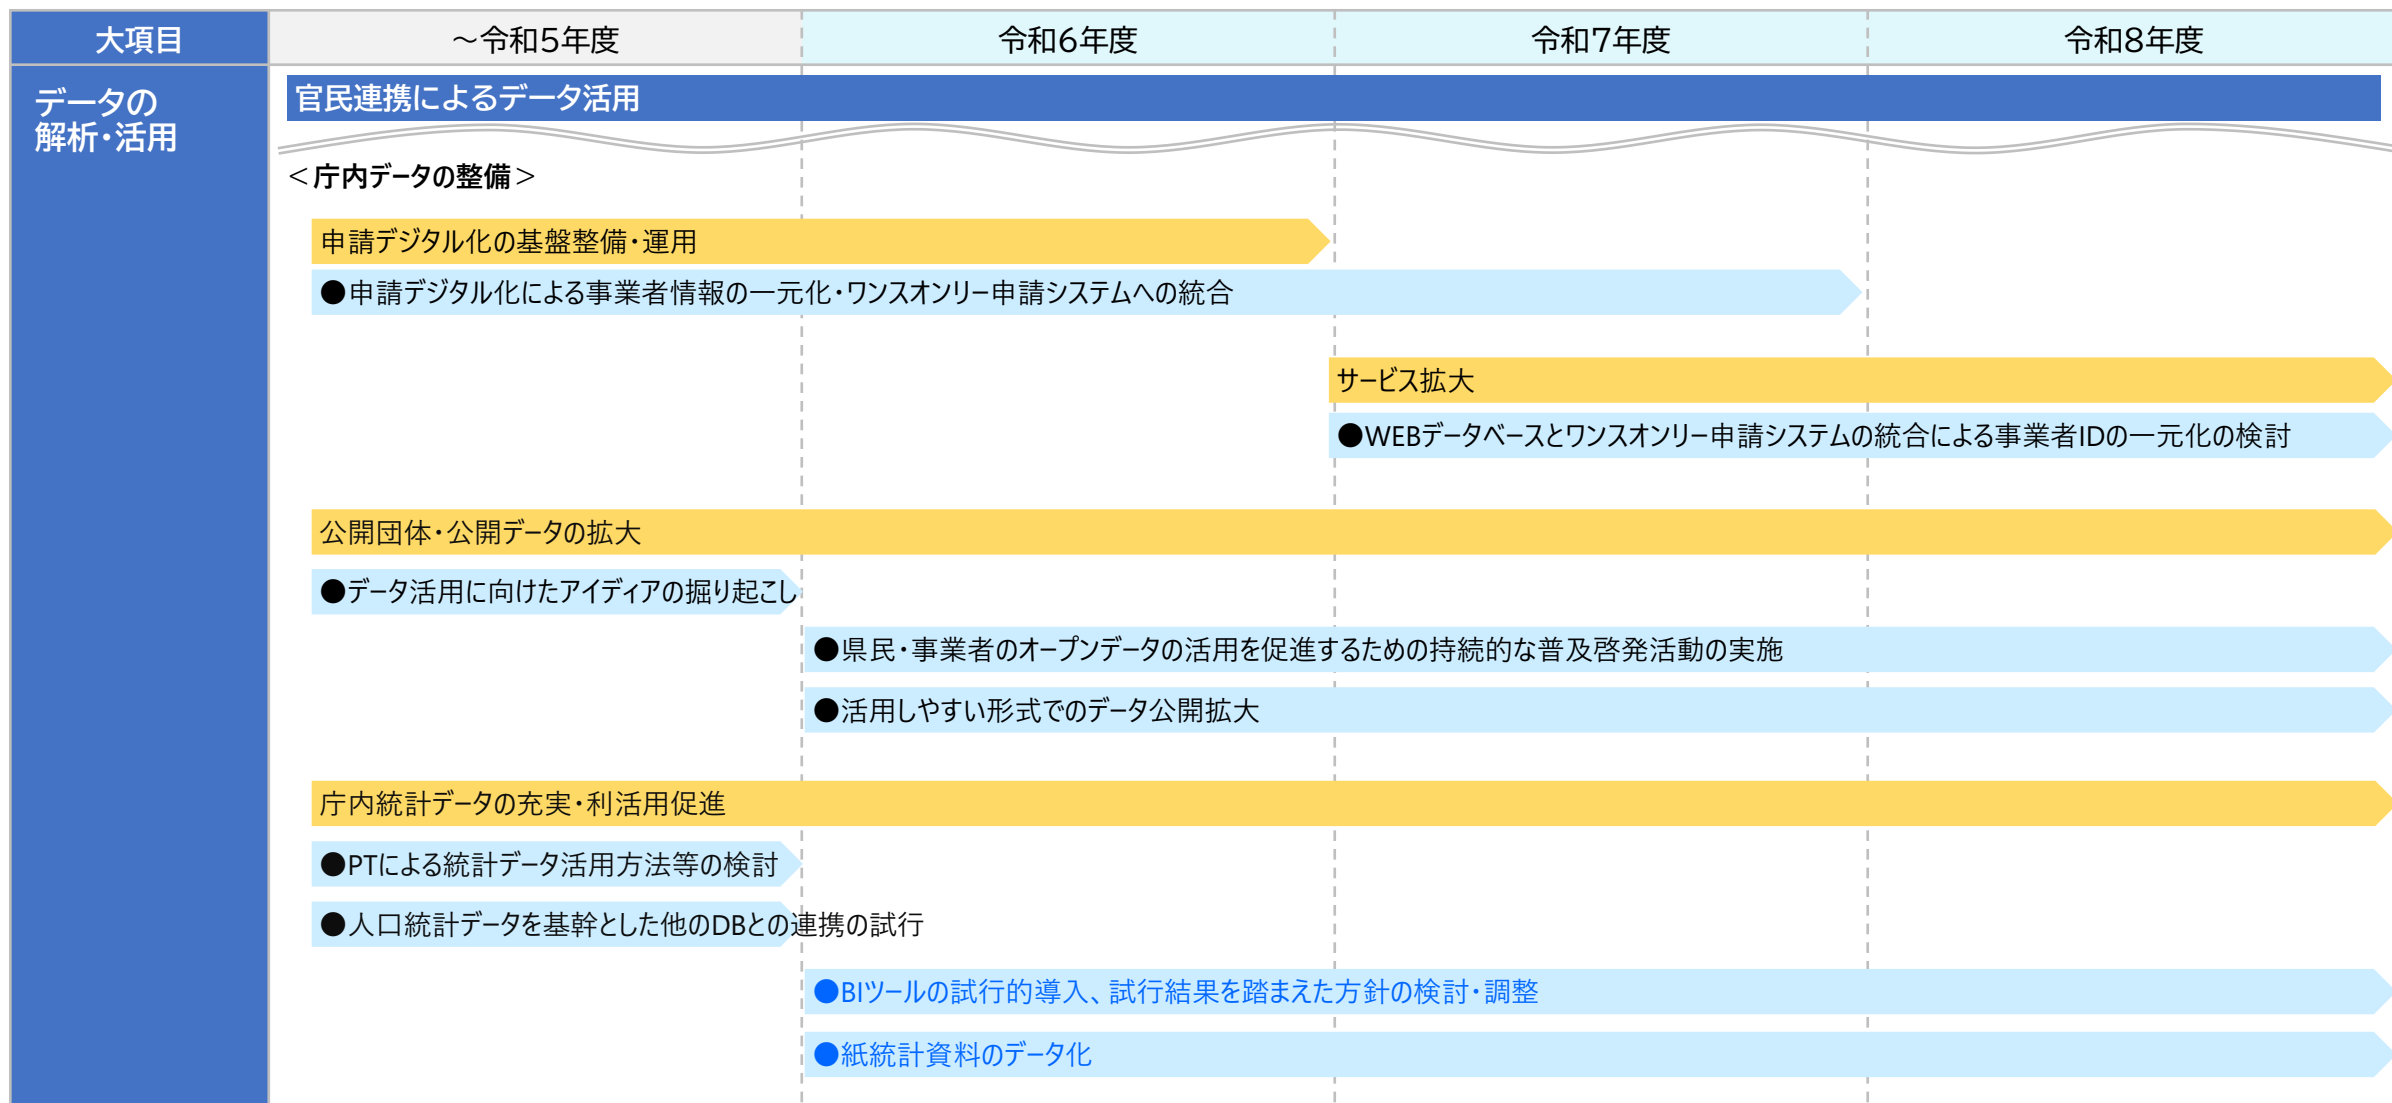 大項目
～令和5年度
令和6年度
令和7年度
令和8年度
データの
解析・活用
官民連携によるデータ活用
＜庁内データの整備＞
申請デジタル化の基盤整備・運用
●申請デジタル化による事業者情報の一元化・ワンスオンリー申請システムへの統合
サービス拡大
●WEBデータベースとワンスオンリー申請システムの統合による事業者IDの一元化の検討
公開団体・公開データの拡大
●データ活用に向けたアイディアの掘り起こし
●県民・事業者のオープンデータの活用を促進するための持続的な普及啓発活動の実施
●活用しやすい形式でのデータ公開拡大
庁内統計データの充実・利活用促進
●PTによる統計データ活用方法等の検討
●人口統計データを基幹とした他のDBとの連携の試行
●BIツールの試行的導入、試行結果を踏まえた方針の検討・調整
●紙統計資料のデータ化